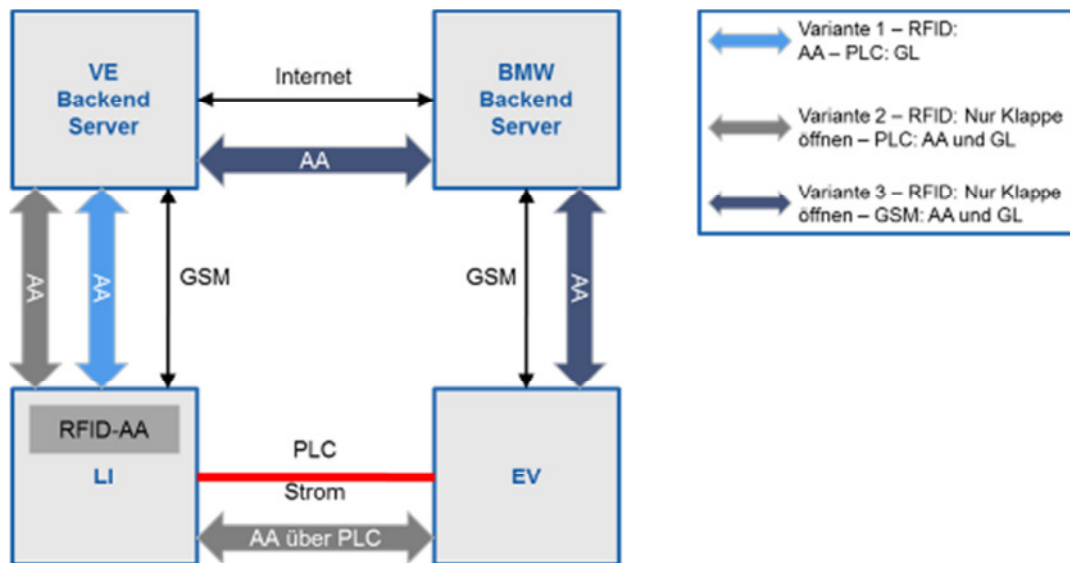 VE
Backend
Server
Internet
BMW
Backend
Server
AA
AA
AA
GSM
GSM
AA
RFID-AA
LI
PLC
Strom
EV
AA über PLC
Variante 1 – RFID:
AA – PLC: GL
Variante 2 – RFID: Nur Klappe
öffnen – PLC: AA und GL
Variante 3 – RFID: Nur Klappe
öffnen – GSM: AA und GL